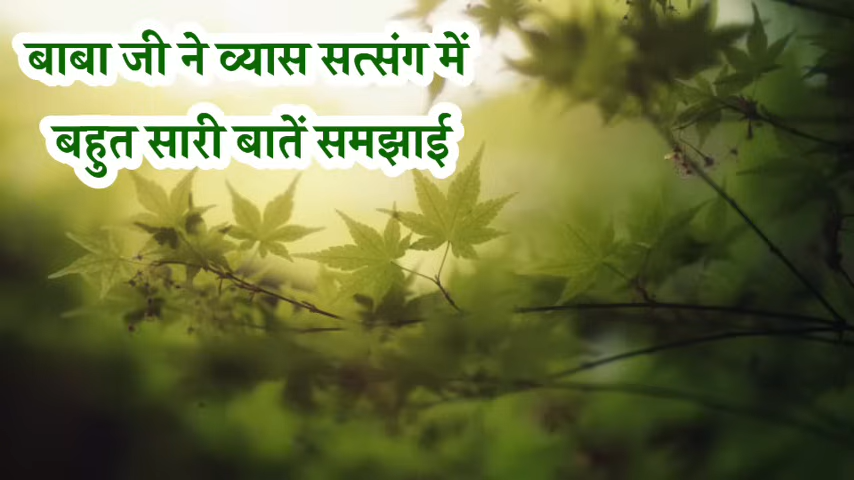 बाबा जी ने व्यास सत्संग में
बहुत सारी बातें समझाई